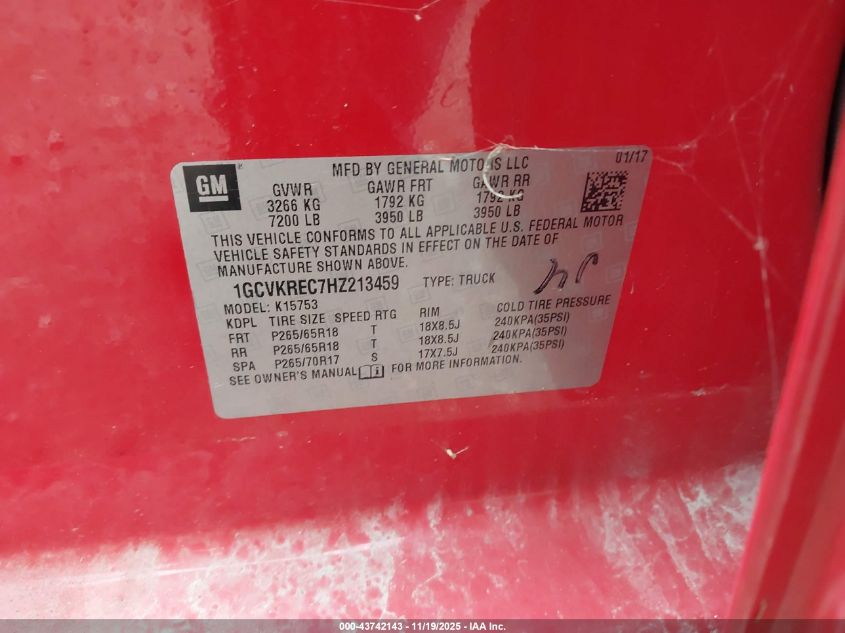 GM
MFD BY GENERAL MOTORS LLC
01/17
GVWR GAWR FRT GAWR RR
3266 KG 1792 KG 1792 KG
7200 LB 3950 LB 3950 LB
THIS VEHICLE CONFORMS TO ALL APPLICABLE U.S. FEDERAL MOTOR
VEHICLE SAFETY STANDARDS IN EFFECT ON THE DATE OF
MANUFACTURE SHOWN ABOVE.
1GCVKREC7HZ213459 TYPE: TRUCK
MODEL: K15753
KDPL TIRE SIZE SPEED RTG RIM COLD TIRE PRESSURE
FRT P265/65R18 T 18X8.5J 240KPA(35PSI)
RR P265/65R18 T 18X8.5J 240KPA(35PSI)
SPA P265/70R17 S 17X7.5J 240KPA(35PSI)
SEE OWNER'S MANUAL FOR MORE INFORMATION.
000-43742143 - 11/19/2025 - IAA Inc.